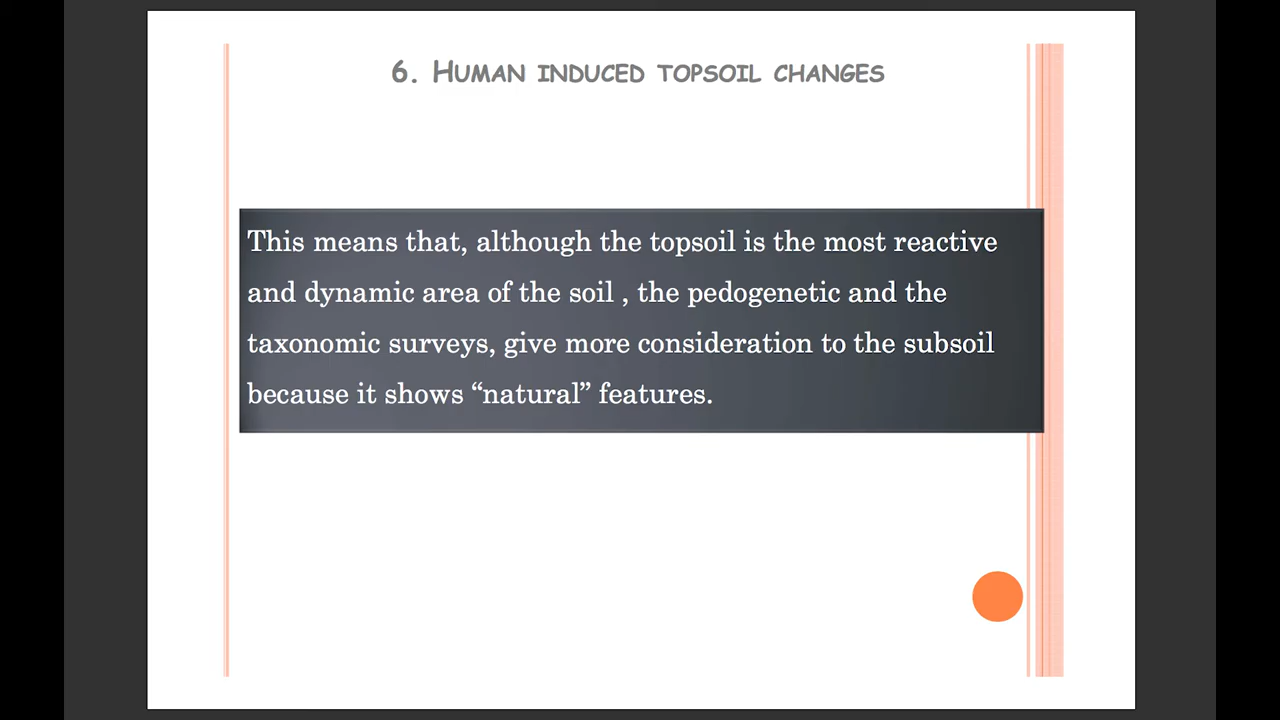 6. Human induced topsoil changes
This means that, although the topsoil is the most reactive
and dynamic area of the soil , the pedogenetic and the
taxonomic surveys, give more consideration to the subsoil
because it shows “natural” features.